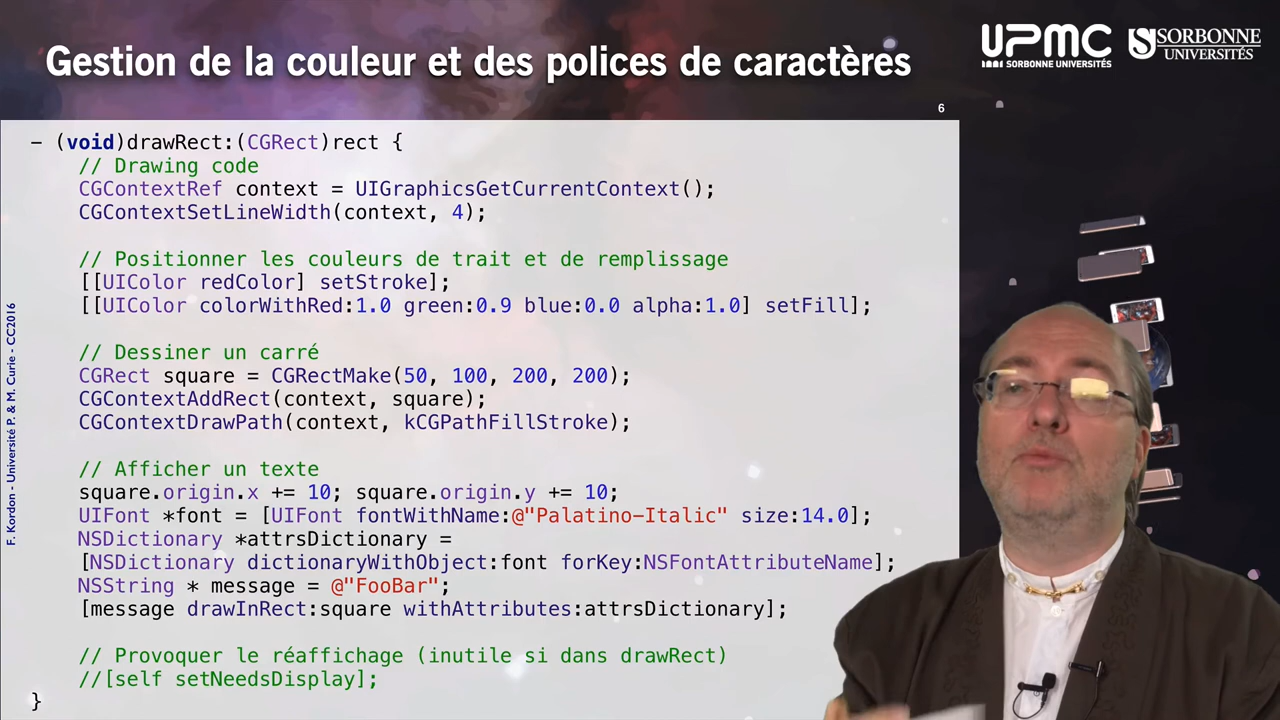 Gestion de la couleur et des polices de caractères
UPMC
SORBONNE UNIVERSITÉS
SORBONNE
UNIVERSITÉS
6
– (void)drawRect:(CGRect)rect {
// Drawing code
CGContextRef context = UIGraphicsGetCurrentContext();
CGContextSetLineWidth(context, 4);
// Positionner les couleurs de trait et de remplissage
[[UIColor redColor] setStroke];
[[UIColor colorWithRed:1.0 green:0.9 blue:0.0 alpha:1.0] setFill];
// Dessiner un carré
CGRect square = CGRectMake(50, 100, 200, 200);
CGContextAddRect(context, square);
CGContextDrawPath(context, kCGPathFillStroke);
// Afficher un texte
square.origin.x += 10; square.origin.y += 10;
UIFont *font = [UIFont fontWithName:@"Palatino-Italic" size:14.0];
NSDictionary *attrsDictionary =
[NSDictionary dictionaryWithObject:font forKey:NSFontAttributeName];
NSString * message = @"FooBar";
[message drawInRect:square withAttributes:attrsDictionary];
// Provoquer le réaffichage (inutile si dans drawRect)
//[self setNeedsDisplay];
}
F. Kordon - Université P. & M. Curie - CC2016